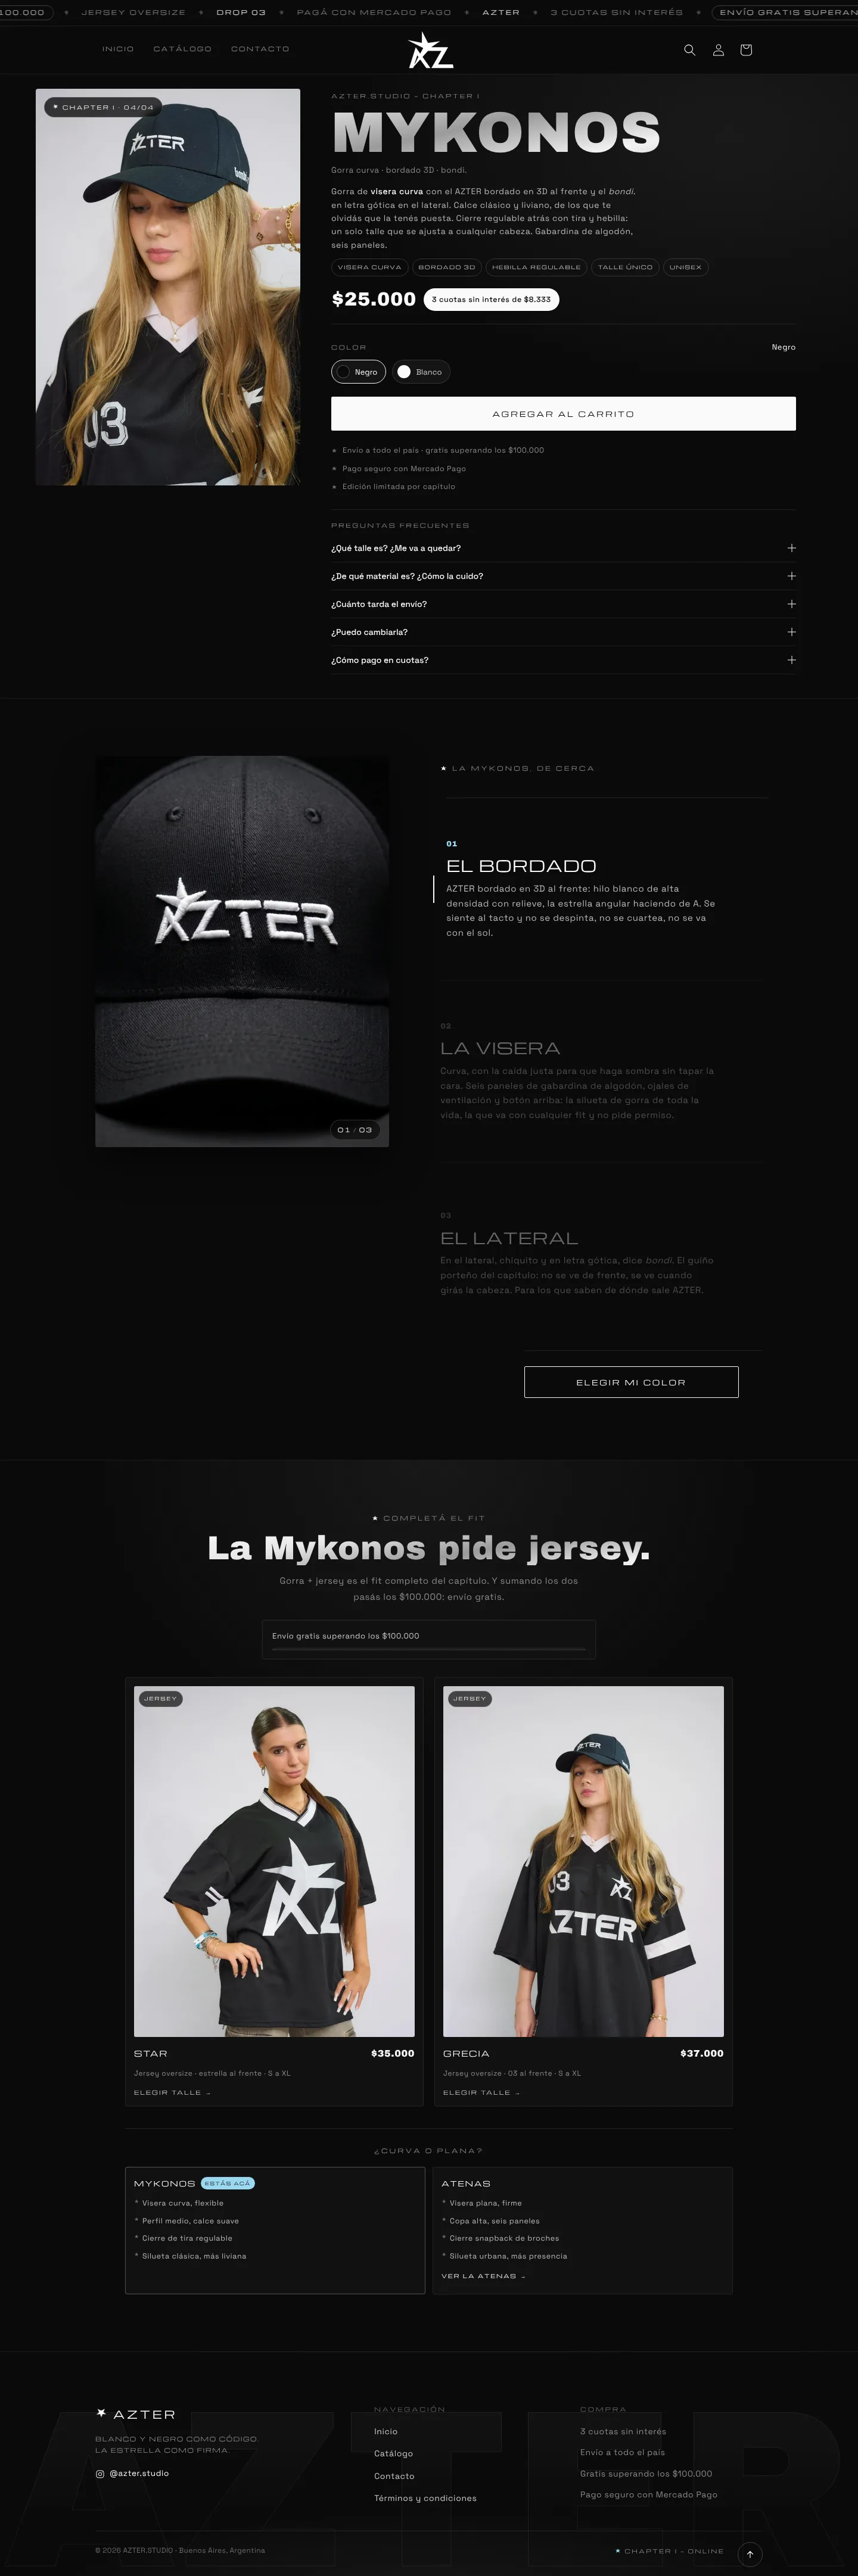 100.000 * JERSEY OVERSIZE * DROP 03 * PAGÁ CON MERCADO PAGO * AZTER * 3 CUOTAS SIN INTERÉS * ENVÍO GRATIS SUPERAN
INICIO CATÁLOGO CONTACTO
AZ
★ CHAPTER I · 04/04
AZTER
03
AZTER.STUDIO — CHAPTER I
MYKONOS
Gorra curva · bordado 3D · bondi.
Gorra de visera curva con el AZTER bordado en 3D al frente y el bondi.
en letra gótica en el lateral. Calce clásico y liviano, de los que te
olvidás que la tenés puesta. Cierre regulable atrás con tira y hebilla:
un solo talle que se ajusta a cualquier cabeza. Gabardina de algodón,
seis paneles.
VISERA CURVA BORDADO 3D HEBILLA REGULABLE TALLE ÚNICO UNISEX
$25.000 3 cuotas sin interés de $8.333
COLOR Negro
Negro Blanco
AGREGAR AL CARRITO
★ Envío a todo el país · gratis superando los $100.000
★ Pago seguro con Mercado Pago
★ Edición limitada por capítulo
PREGUNTAS FRECUENTES
¿Qué talle es? ¿Me va a quedar? +
¿De qué material es? ¿Cómo la cuido? +
¿Cuánto tarda el envío? +
¿Puedo cambiarla? +
¿Cómo pago en cuotas? +
AZTER
01 / 03
★ LA MYKONOS, DE CERCA
01
EL BORDADO
AZTER bordado en 3D al frente: hilo blanco de alta
densidad con relieve, la estrella angular haciendo de A. Se
siente al tacto y no se despinta, no se cuartea, no se va
con el sol.
02
LA VISERA
Curva, con la caída justa para que haga sombra sin tapar la
cara. Seis paneles de gabardina de algodón, ojales de
ventilación y botón arriba: la silueta de gorra de toda la
vida, la que va con cualquier fit y no pide permiso.
03
EL LATERAL
En el lateral, chiquito y en letra gótica, dice bondi. El guiño
porteño del capítulo: no se ve de frente, se ve cuando
girás la cabeza. Para los que saben de dónde sale AZTER.
ELEGIR MI COLOR
★ COMPLETÁ EL FIT
La Mykonos pide jersey.
Gorra + jersey es el fit completo del capítulo. Y sumando los dos
pasás los $100.000: envío gratis.
Envío gratis superando los $100.000
JERSEY
AZ
STAR $35.000
Jersey oversize · estrella al frente · S a XL
ELEGIR TALLE →
JERSEY
AZTER
03 AZ
AZTER
GRECIA $37.000
Jersey oversize · 03 al frente · S a XL
ELEGIR TALLE →
¿CURVA O PLANA?
MYKONOS ESTÁS ACÁ
★ Visera curva, flexible
★ Perfil medio, calce suave
★ Cierre de tira regulable
★ Silueta clásica, más liviana
ATENAS
★ Visera plana, firme
★ Copa alta, seis paneles
★ Cierre snapback de broches
★ Silueta urbana, más presencia
VER LA ATENAS →
AZTER
★ AZTER
BLANCO Y NEGRO COMO CÓDIGO.
LA ESTRELLA COMO FIRMA.
@azter.studio
NAVEGACIÓN
Inicio
Catálogo
Contacto
Términos y condiciones
COMPRA
3 cuotas sin interés
Envío a todo el país
Gratis superando los $100.000
Pago seguro con Mercado Pago
© 2026 AZTER.STUDIO · Buenos Aires, Argentina
★ CHAPTER I — ONLINE